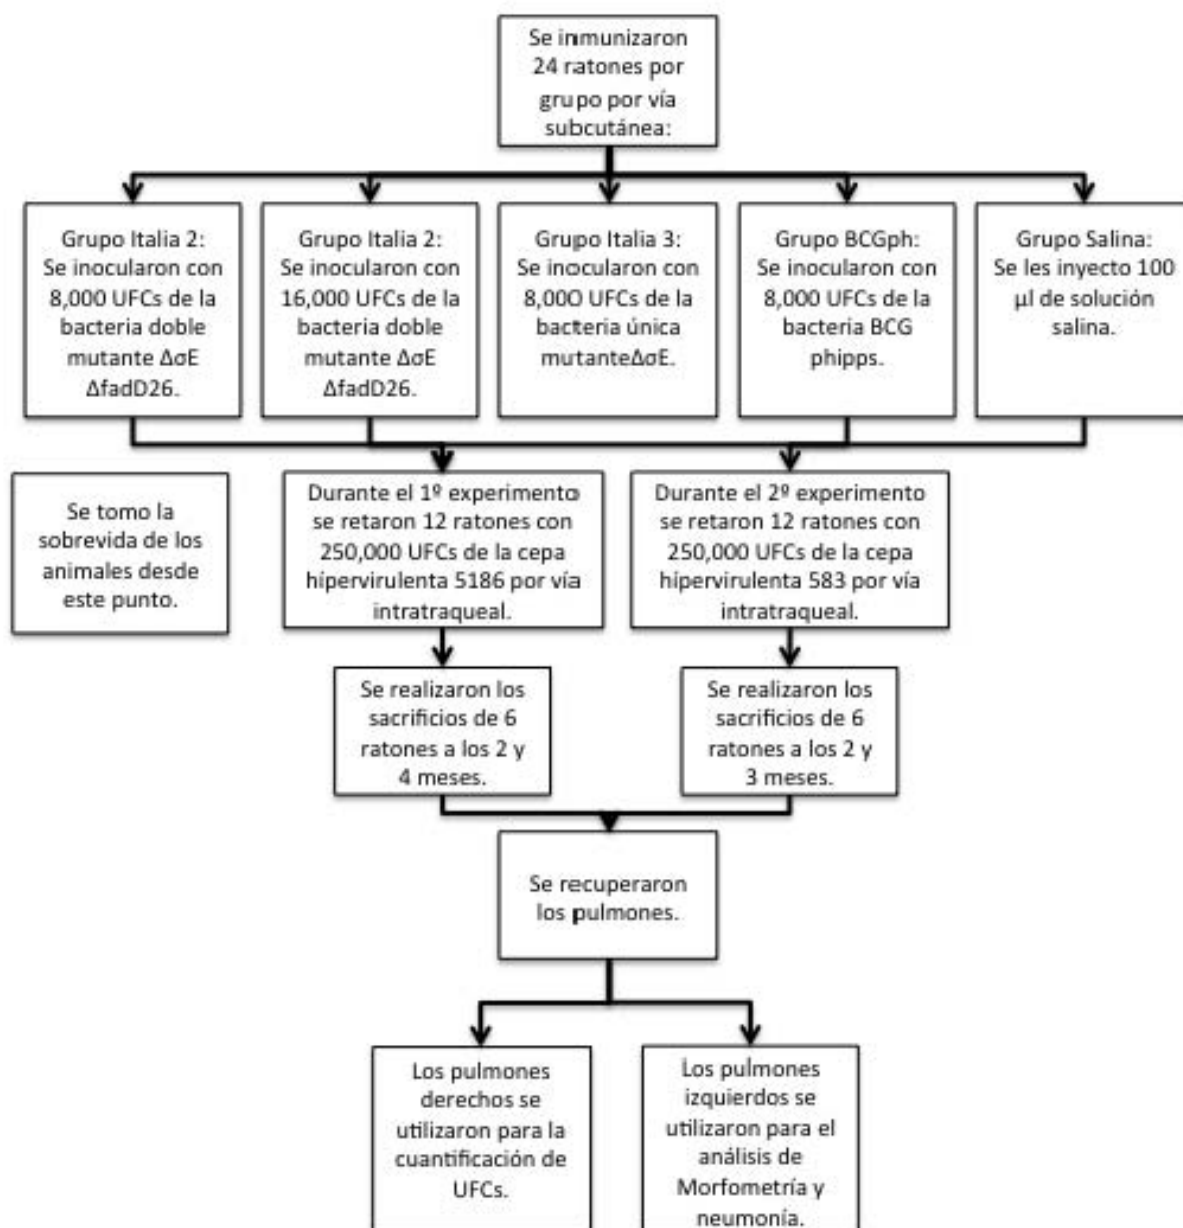 Se inmunizaron
24 ratones por
grupo por vía
subcutánea:
Grupo Italia 2:
Se inocularon con
8,000 UFCs de la
bacteria doble
mutante ΔσE
ΔfadD26.
Grupo Italia 2:
Se inocularon con
16,000 UFCs de la
bacteria doble
mutante ΔσE
ΔfadD26.
Grupo Italia 3:
Se inocularon con
8,000 UFCs de la
bacteria única
mutanteΔσE.
Grupo BCGph:
Se inocularon con
8,000 UFCs de la
bacteria BCG
phipps.
Grupo Salina:
Se les inyecto 100
µl de solución
salina.
Se tomo la
sobrevida de los
animales desde
este punto.
Durante el 1º experimento
se retaron 12 ratones con
250,000 UFCs de la cepa
hipervirulenta 5186 por vía
intratraqueal.
Durante el 2º experimento
se retaron 12 ratones con
250,000 UFCs de la cepa
hipervirulenta 583 por vía
intratraqueal.
Se realizaron los
sacrificios de 6
ratones a los 2 y
4 meses.
Se realizaron los
sacrificios de 6
ratones a los 2 y
3 meses.
Se recuperaron
los pulmones.
Los pulmones
derechos se
utilizaron para la
cuantificación de
UFCs.
Los pulmones
izquierdos se
utilizaron para el
análisis de
Morfometría y
neumonía.